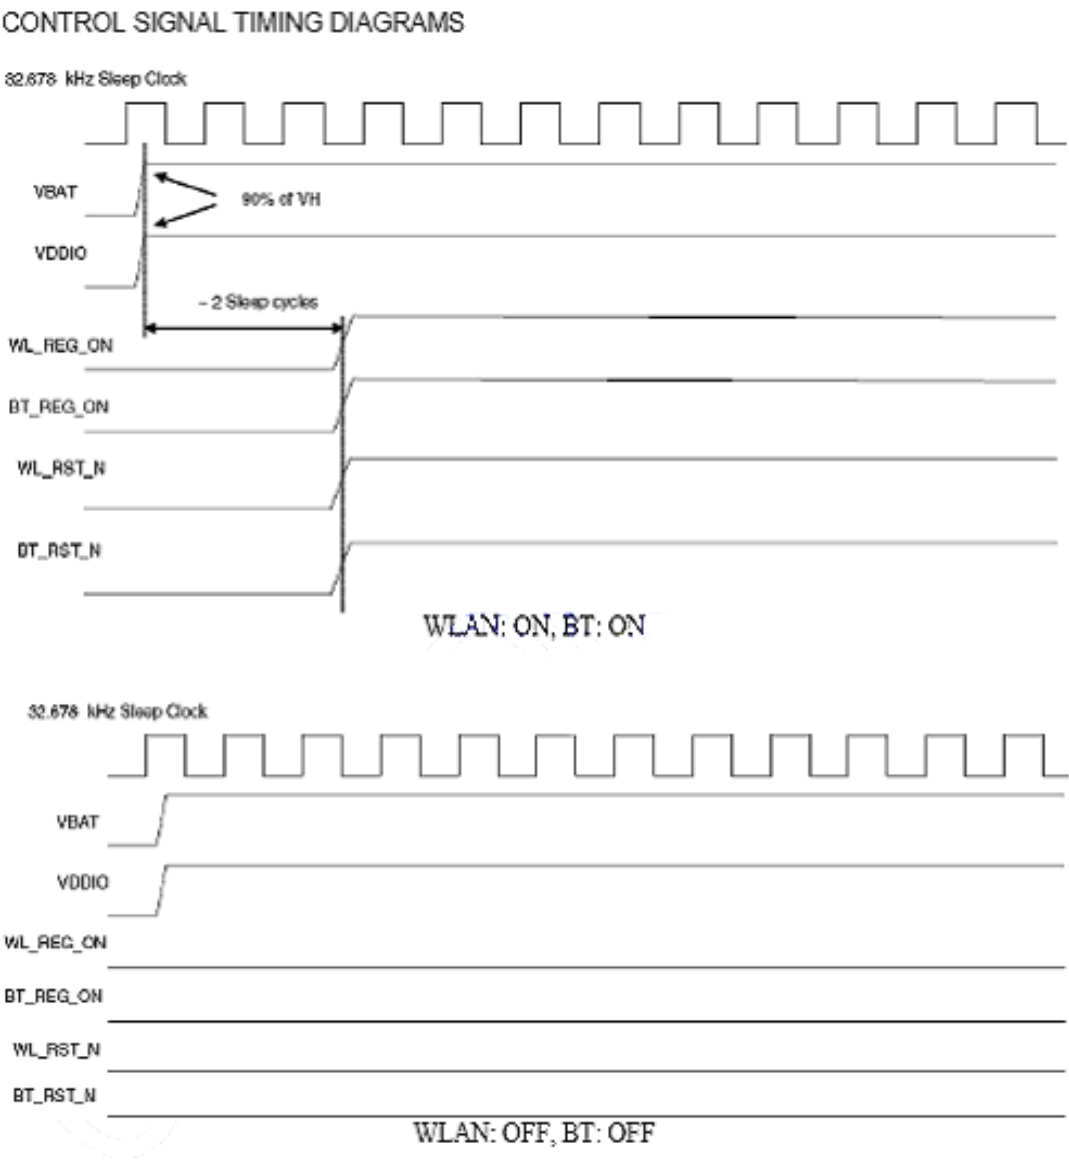 CONTROL SIGNAL TIMING DIAGRAMS
32.678 kHz Sleep Clock
VBAT
90% of VH
VDDIO
~ 2 Sleep cycles
WL_REG_ON
BT_REG_ON
WL_RST_N
BT_RST_N
WLAN: ON, BT: ON
32.678 kHz Sleep Clock
VBAT
VDDIO
WL_REG_ON
BT_REG_ON
WL_RST_N
BT_RST_N
WLAN: OFF, BT: OFF